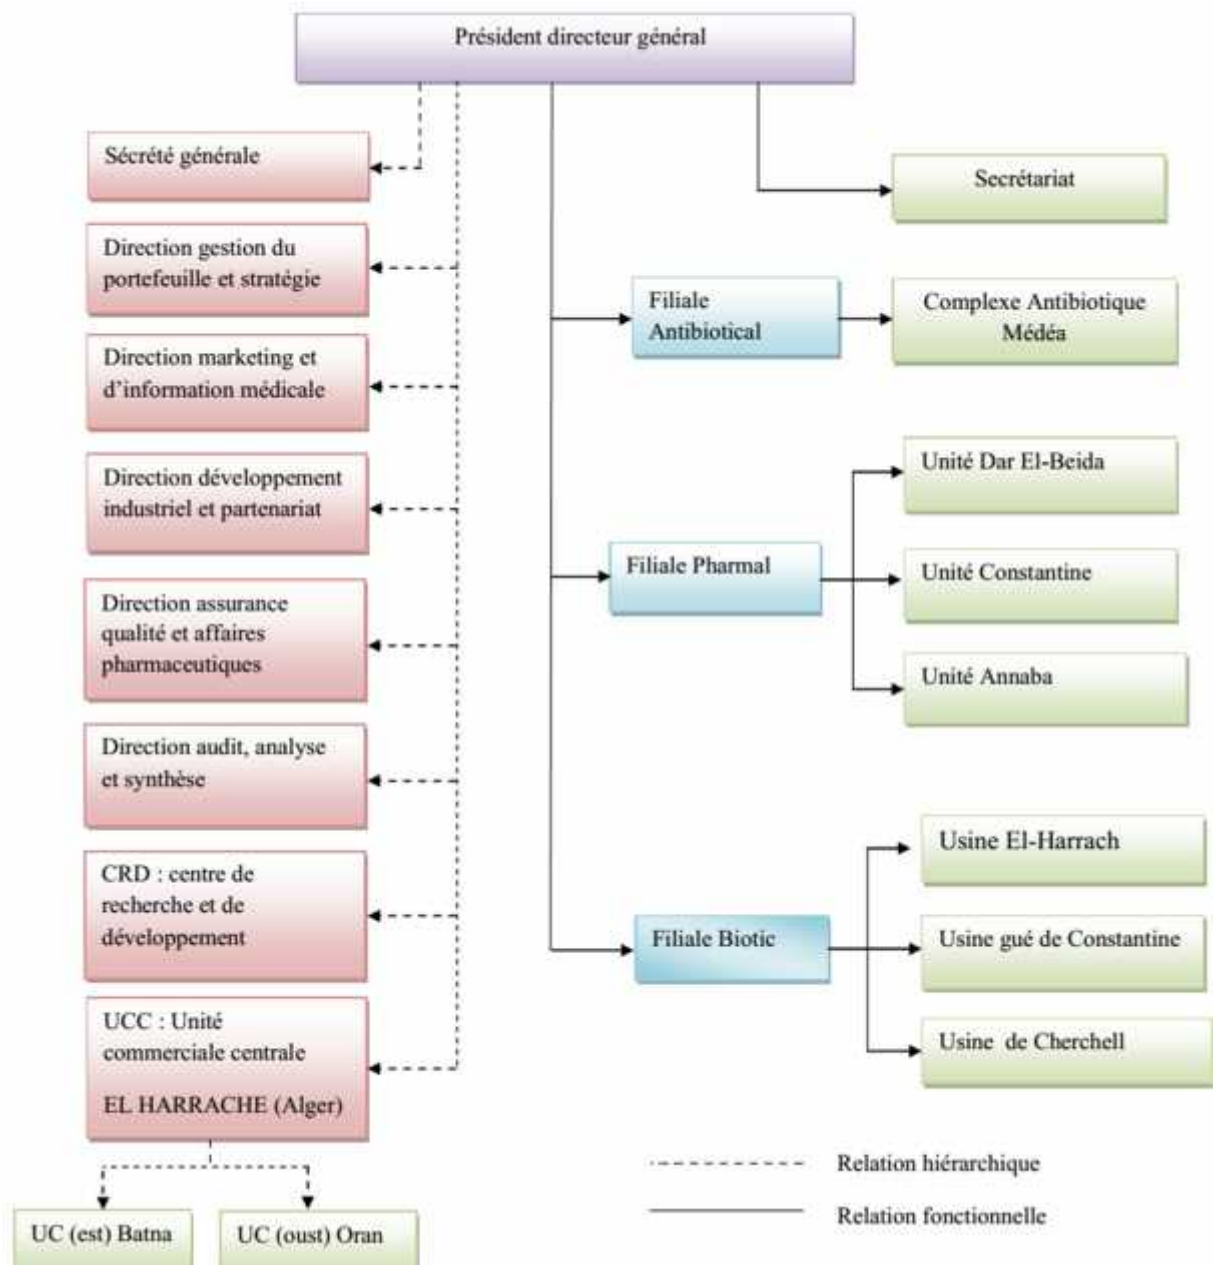 Président directeur général
Sécrété générale
Direction gestion du
portefeuille et stratégie
Direction marketing et
d'information médicale
Direction développement
industriel et partenariat
Direction assurance
qualité et affaires
pharmaceutiques
Direction audit, analyse
et synthèse
CRD : centre de
recherche et de
développement
UCC : Unité
commerciale centrale
EL HARRACHE (Alger)
UC (est) Batna
UC (oust) Oran
Secrétariat
Filiale
Antibiotical
Complexe Antibiotique
Médéa
Filiale Pharmal
Unité Dar El-Beida
Unité Constantine
Unité Annaba
Filiale Biotic
Usine El-Harrach
Usine gué de Constantine
Usine de Cherchell
Relation hiérarchique
Relation fonctionnelle